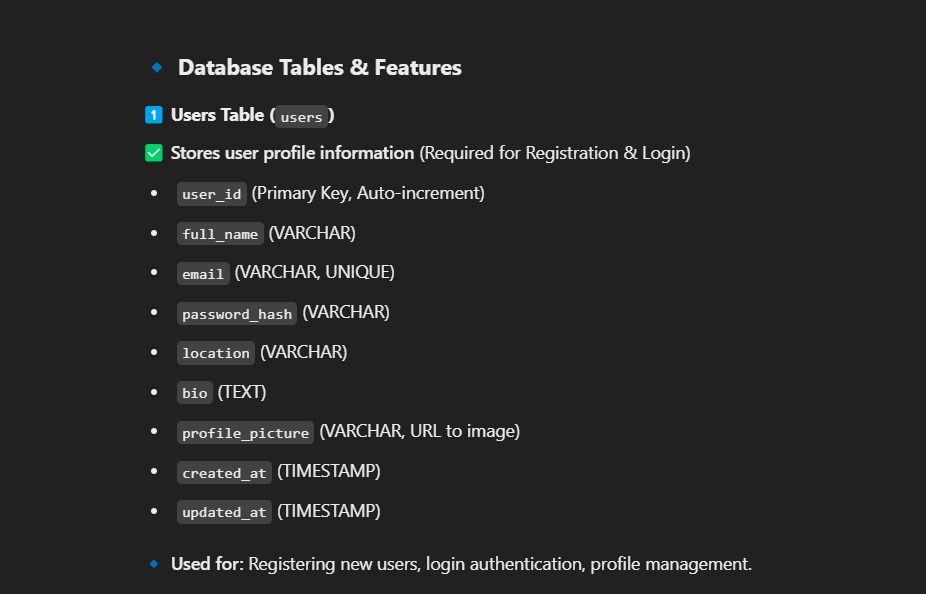 🔹 Database Tables & Features
1️⃣ Users Table (users)
✅ Stores user profile information (Required for Registration & Login)
• user_id (Primary Key, Auto-increment)
• full_name (VARCHAR)
• email (VARCHAR, UNIQUE)
• password_hash (VARCHAR)
• location (VARCHAR)
• bio (TEXT)
• profile_picture (VARCHAR, URL to image)
• created_at (TIMESTAMP)
• updated_at (TIMESTAMP)
🔹 Used for: Registering new users, login authentication, profile management.